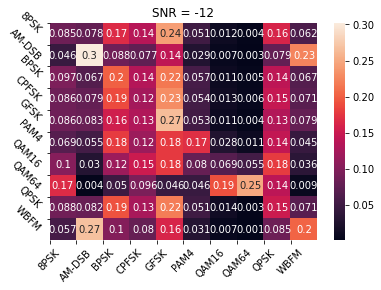 SNR = -12
8PSK 0.085 0.078 0.17 0.14 0.24 0.051 0.012 0.004 0.16 0.062
AM-DSB 0.046 0.3 0.088 0.077 0.14 0.029 0.007 0.003 0.079 0.23
BPSK 0.097 0.067 0.2 0.14 0.22 0.057 0.011 0.005 0.14 0.067
CPFSK 0.086 0.079 0.19 0.12 0.23 0.054 0.013 0.006 0.15 0.071
GFSK 0.086 0.083 0.16 0.13 0.27 0.053 0.011 0.004 0.13 0.079
PAM4 0.069 0.055 0.18 0.12 0.18 0.17 0.028 0.011 0.14 0.045
QAM16 0.1 0.03 0.12 0.15 0.18 0.08 0.069 0.055 0.18 0.036
QAM64 0.17 0.004 0.05 0.096 0.046 0.046 0.19 0.25 0.14 0.009
QPSK 0.088 0.082 0.19 0.13 0.22 0.051 0.014 0.003 0.15 0.071
WBFM 0.057 0.27 0.1 0.08 0.16 0.031 0.007 0.001 0.085 0.2
8PSK AM-DSB BPSK CPFSK GFSK PAM4 QAM16 QAM64 QPSK WBFM
0.30
0.25
0.20
0.15
0.10
0.05